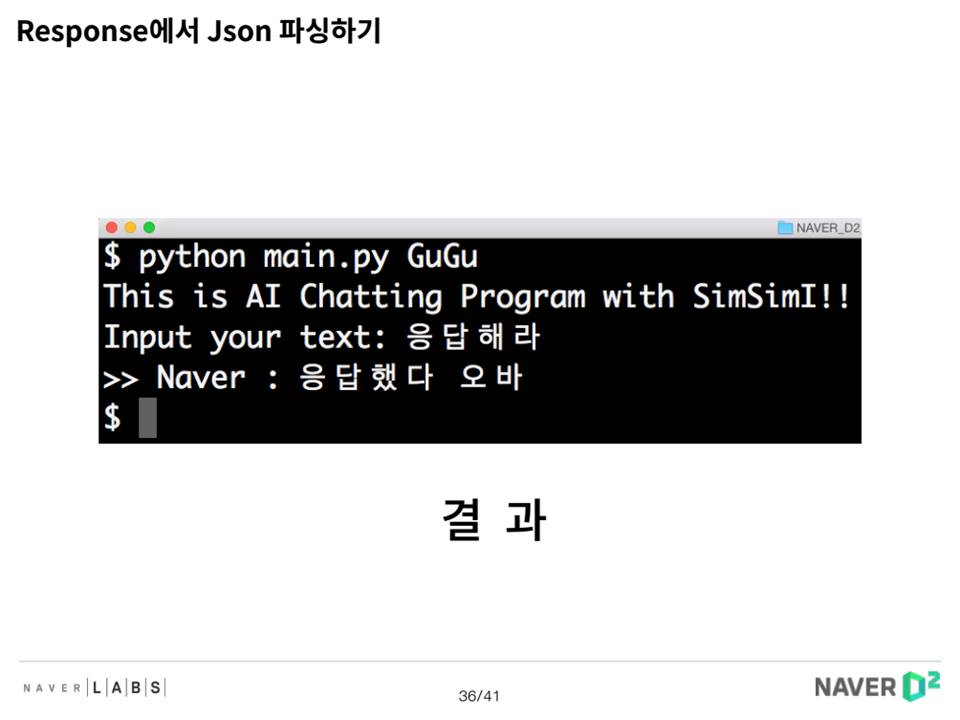 Response에서 Json 파싱하기
NAVER_D2
$ python main.py GuGu
This is AI Chatting Program with SimSimI!!
Input your text: 응답해라
>> Naver : 응답했다 오바
$
결 과
NAVER LABS
36/41
NAVER D2